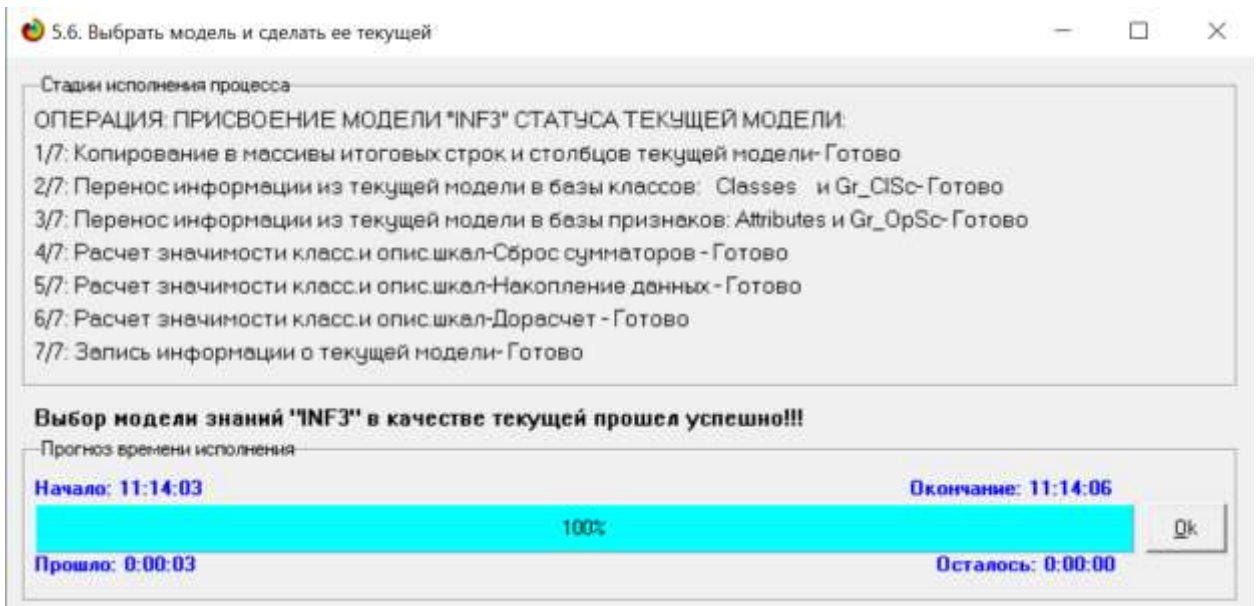 5.6. Выбрать модель и сделать ее текущей
Стадии исполнения процесса
ОПЕРАЦИЯ: ПРИСВОЕНИЕ МОДЕЛИ "INF3" СТАТУСА ТЕКУЩЕЙ МОДЕЛИ:
1/7: Копирование в массивы итоговых строк и столбцов текущей модели- Готово
2/7: Перенос информации из текущей модели в базы классов: Classes и Gr_ClSc- Готово
3/7: Перенос информации из текущей модели в базы признаков: Attributes и Gr_OpSc- Готово
4/7: Расчет значимости класс.и опис.шкал-Сброс сумматоров - Готово
5/7: Расчет значимости класс.и опис.шкал-Накопление данных - Готово
6/7: Расчет значимости класс.и опис.шкал-Дорасчет - Готово
7/7: Запись информации о текущей модели- Готово
Выбор модели знаний "INF3" в качестве текущей прошел успешно!!!
Прогноз времени исполнения
Начало: 11:14:03 Окончание: 11:14:06
100% Ok
Прошло: 0:00:03 Осталось: 0:00:00